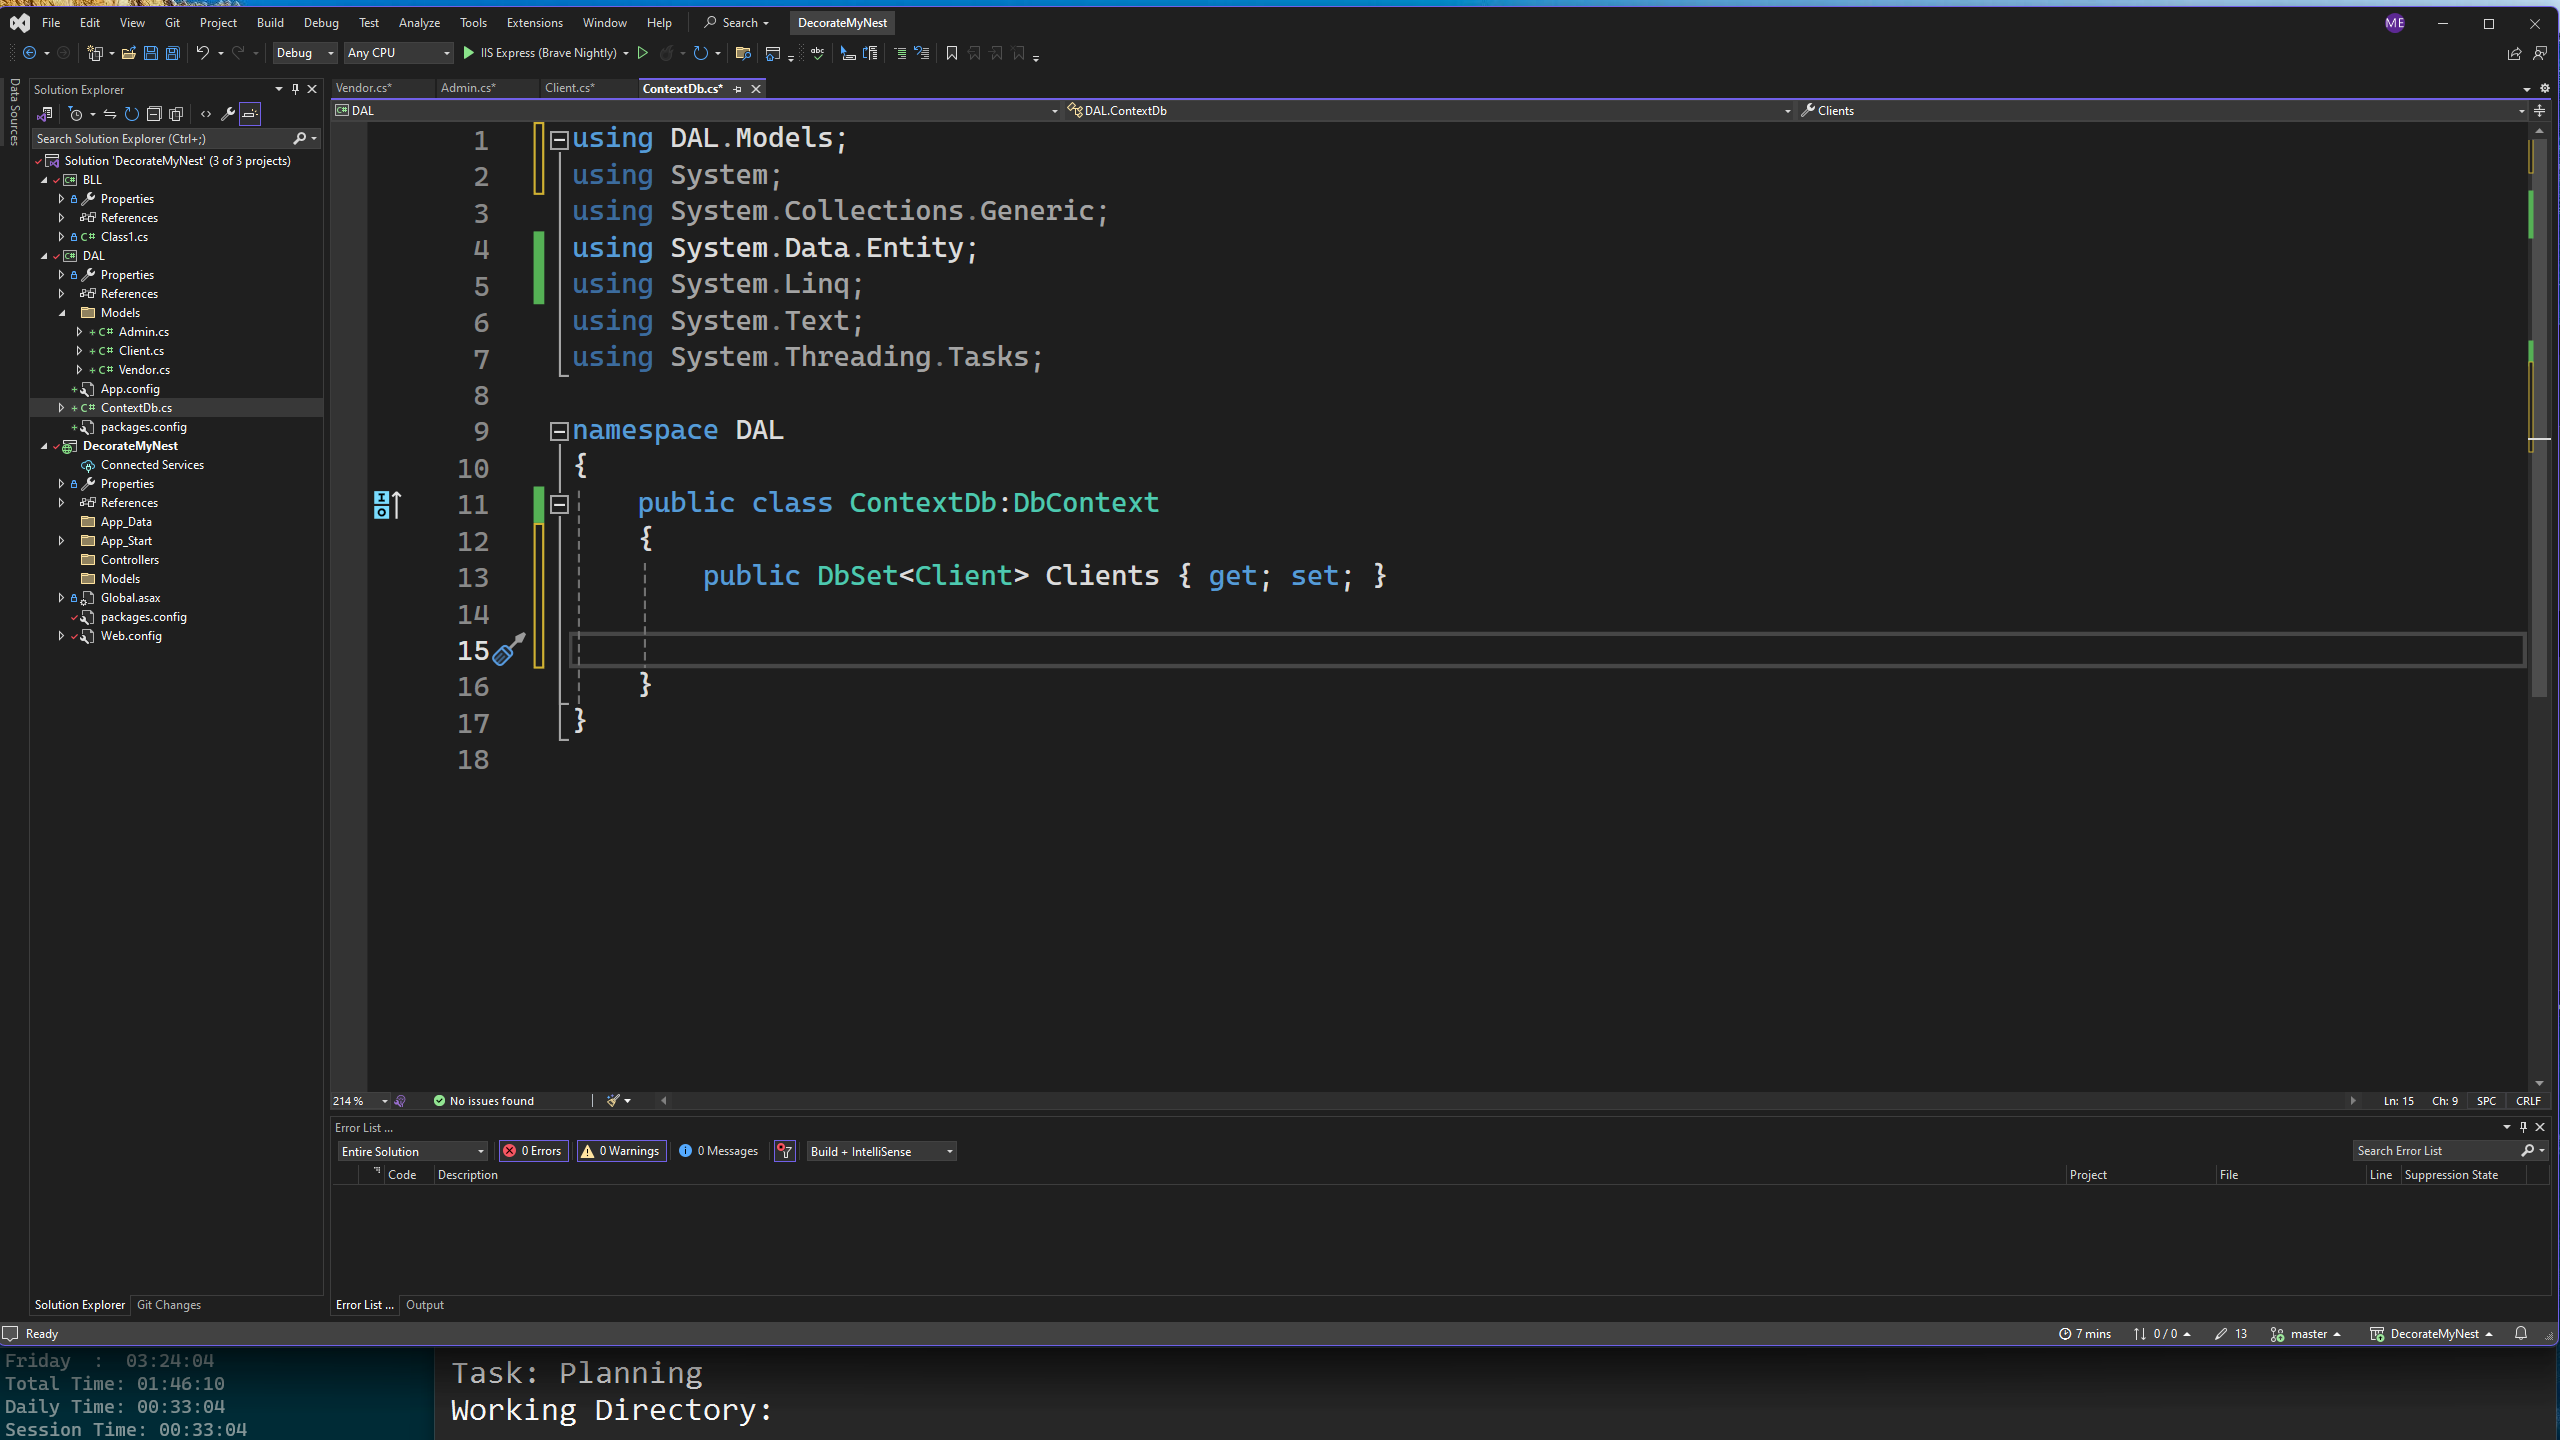 File Edit View Git Project Build Debug Test Analyze Tools Extensions Window Help Search DecorateMyNest ME
Debug Any CPU IIS Express (Brave Nightly)
Data Sources
Solution Explorer
Search Solution Explorer (Ctrl+;)
Solution 'DecorateMyNest' (3 of 3 projects)
BLL
Properties
References
C# Class1.cs
DAL
Properties
References
Models
C# Admin.cs
C# Client.cs
C# Vendor.cs
App.config
C# ContextDb.cs
packages.config
DecorateMyNest
Connected Services
Properties
References
App_Data
App_Start
Controllers
Models
Global.asax
packages.config
Web.config
Solution Explorer Git Changes
Vendor.cs* Admin.cs* Client.cs* ContextDb.cs*
DAL DAL.ContextDb Clients
1 using DAL.Models;
2 using System;
3 using System.Collections.Generic;
4 using System.Data.Entity;
5 using System.Linq;
6 using System.Text;
7 using System.Threading.Tasks;
8
9 namespace DAL
10 {
11 public class ContextDb:DbContext
12 {
13 public DbSet<Client> Clients { get; set; }
14
15
16 }
17 }
18
214 % No issues found Ln: 15 Ch: 9 SPC CRLF
Error List ...
Entire Solution 0 Errors 0 Warnings 0 Messages Build + IntelliSense Search Error List
Code Description Project File Line Suppression State
Error List ... Output
Ready 7 mins 0 / 0 13 master DecorateMyNest
Friday : 03:24:04
Total Time: 01:46:10
Daily Time: 00:33:04
Session Time: 00:33:04
Task: Planning
Working Directory: